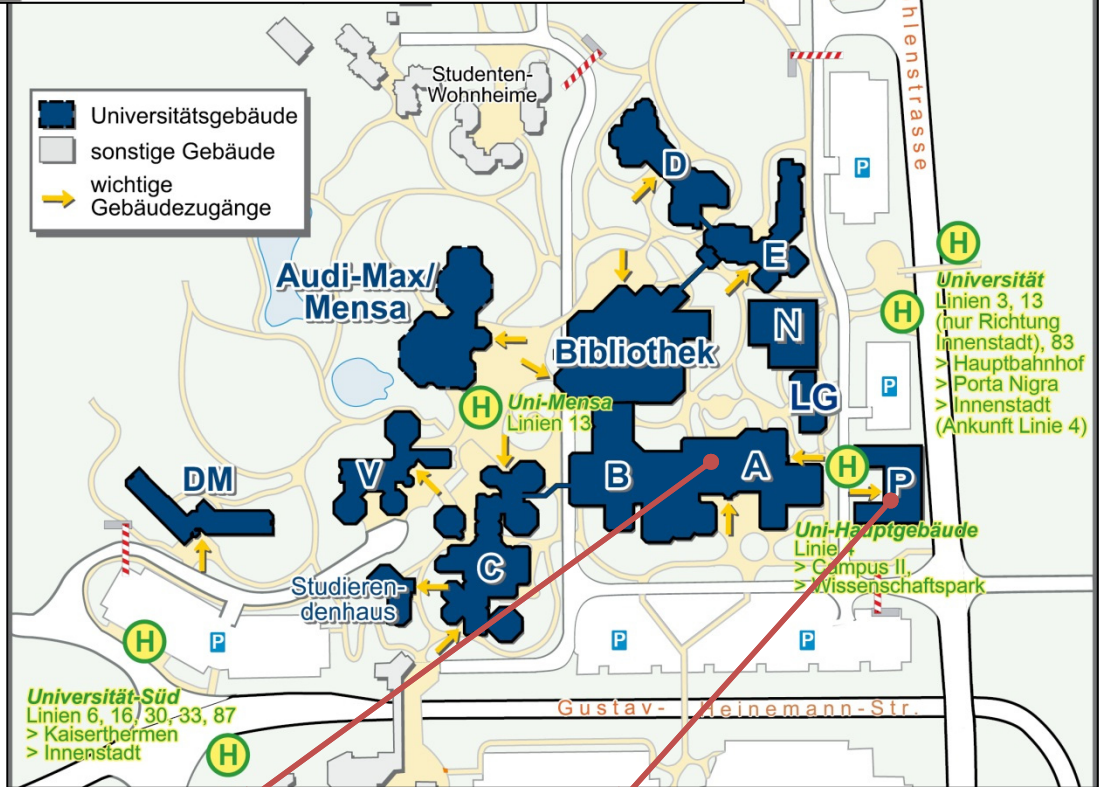 hlenstrasse
Studenten-
Wohnheime
Universitätsgebäude
sonstige Gebäude
wichtige
Gebäudezugänge
P
D
E
H
Universität
Linien 3, 13
(nur Richtung
Innenstadt), 83
> Hauptbahnhof
> Porta Nigra
> Innenstadt
(Ankunft Linie 4)
H
Audi-Max/
Mensa
N
Bibliothek
P
LG
H
Uni-Mensa
Linien 13
DM
V
B
A
H
P
Uni-Hauptgebäude
Linie 4
> Campus II,
> Wissenschaftspark
C
Studieren-
denhaus
H
P
P
P
Universität-Süd
Linien 6, 16, 30, 33, 87
> Kaiserthermen
> Innenstadt
H
Gustav- Heinemann-Str.